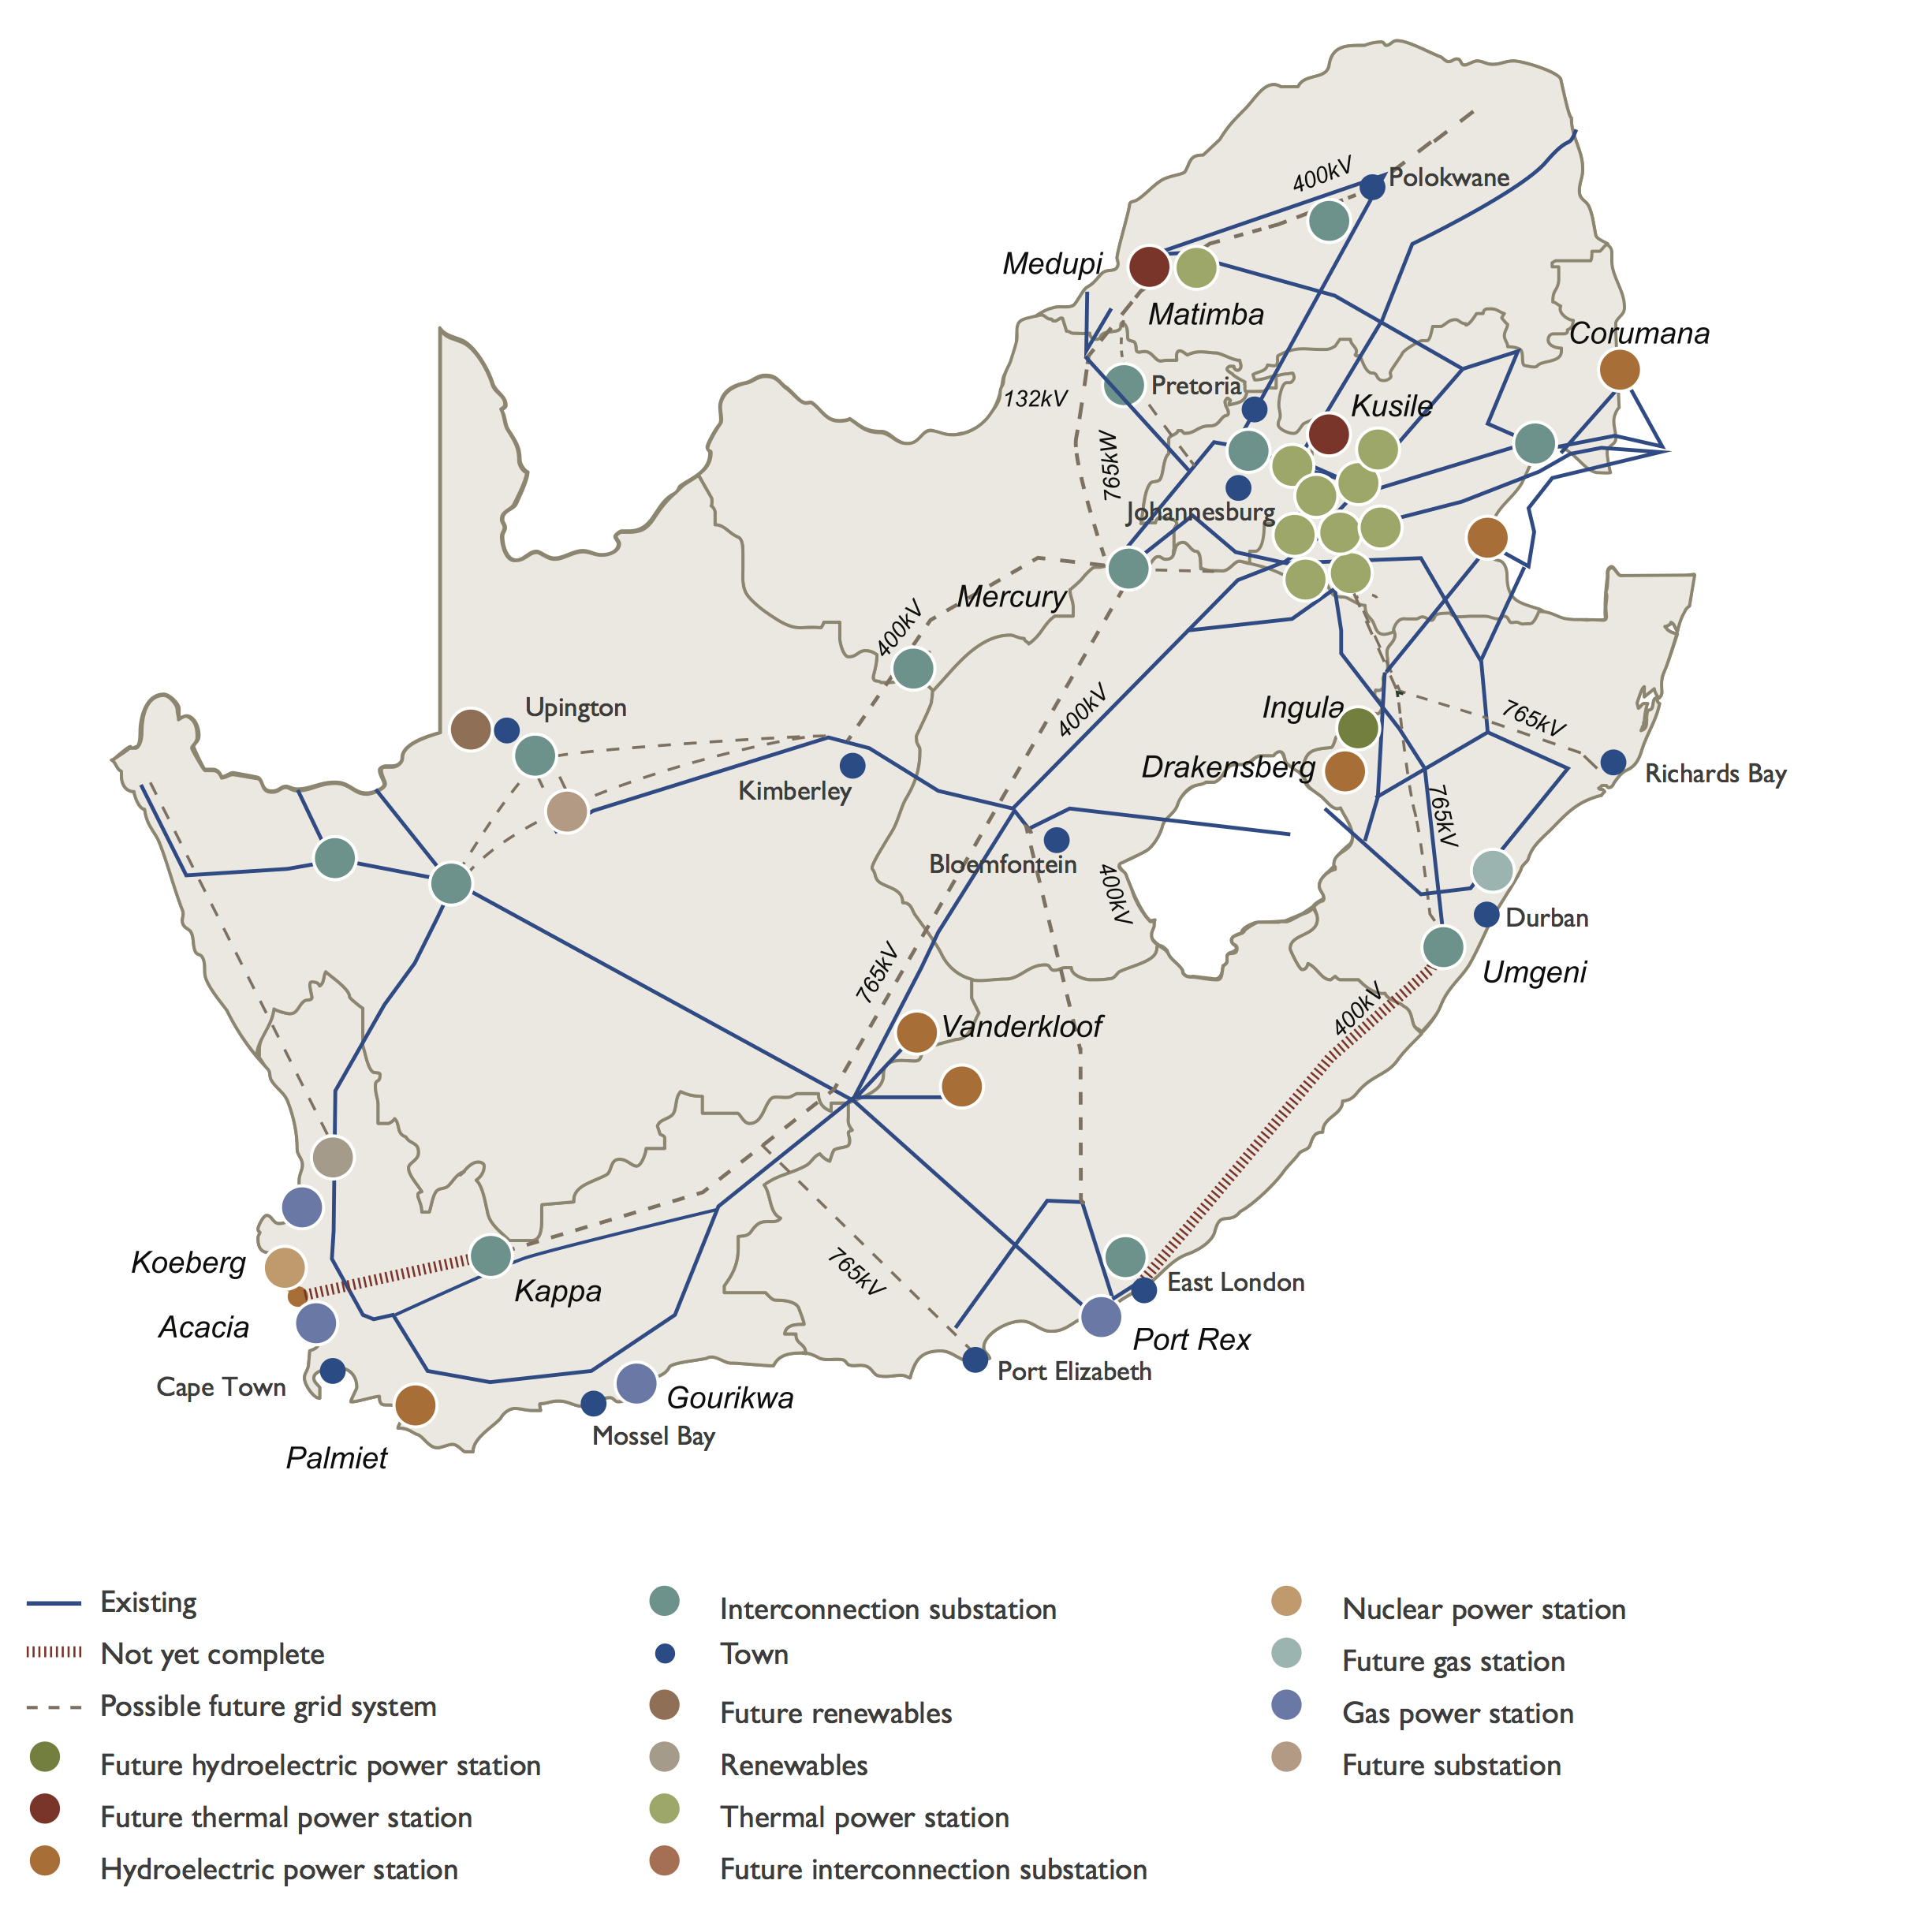 400kV
Polokwane
Medupi
Matimba
Corumana
132kV
Pretoria
Kusile
765kW
Johannesburg
Mercury
400kV
Upington
400kV
Ingula
765kV
Drakensberg
Kimberley
Richards Bay
765kV
Bloemfontein
400kV
Durban
765kV
Umgeni
400kV
Vanderkloof
Koeberg
Kappa
765kV
East London
Acacia
Port Rex
Cape Town
Port Elizabeth
Gourikwa
Mossel Bay
Palmiet
Existing
Not yet complete
Possible future grid system
Future hydroelectric power station
Future thermal power station
Hydroelectric power station
Interconnection substation
Town
Future renewables
Renewables
Thermal power station
Future interconnection substation
Nuclear power station
Future gas station
Gas power station
Future substation